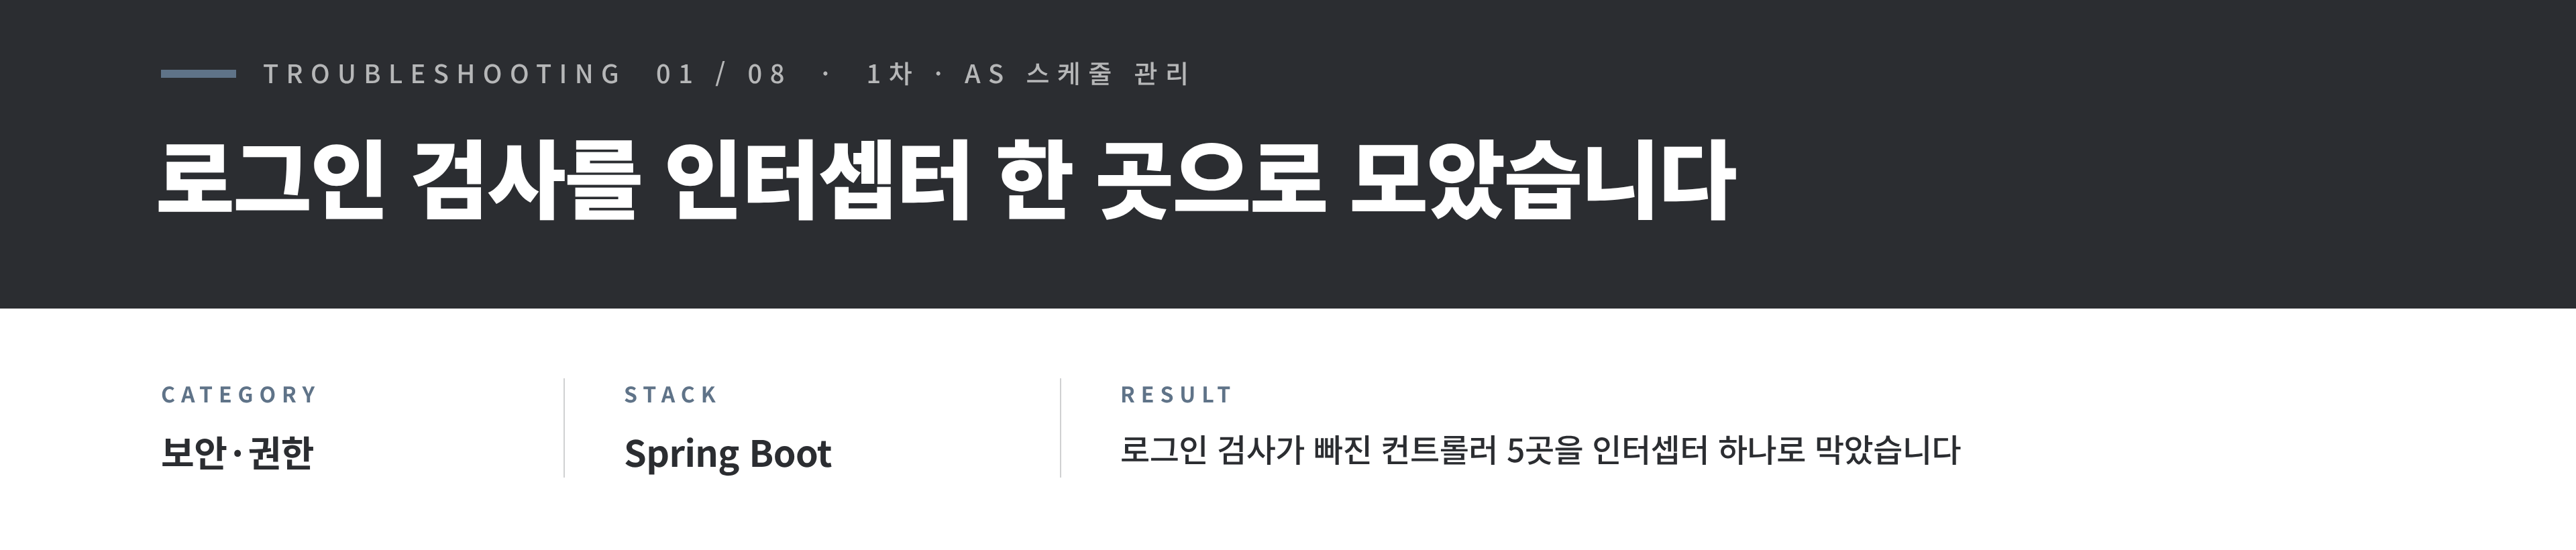 TROUBLESHOOTING 01 / 08 · 1차 · AS 스케줄 관리
로그인 검사를 인터셉터 한 곳으로 모았습니다
CATEGORY
보안·권한
STACK
Spring Boot
RESULT
로그인 검사가 빠진 컨트롤러 5곳을 인터셉터 하나로 막았습니다